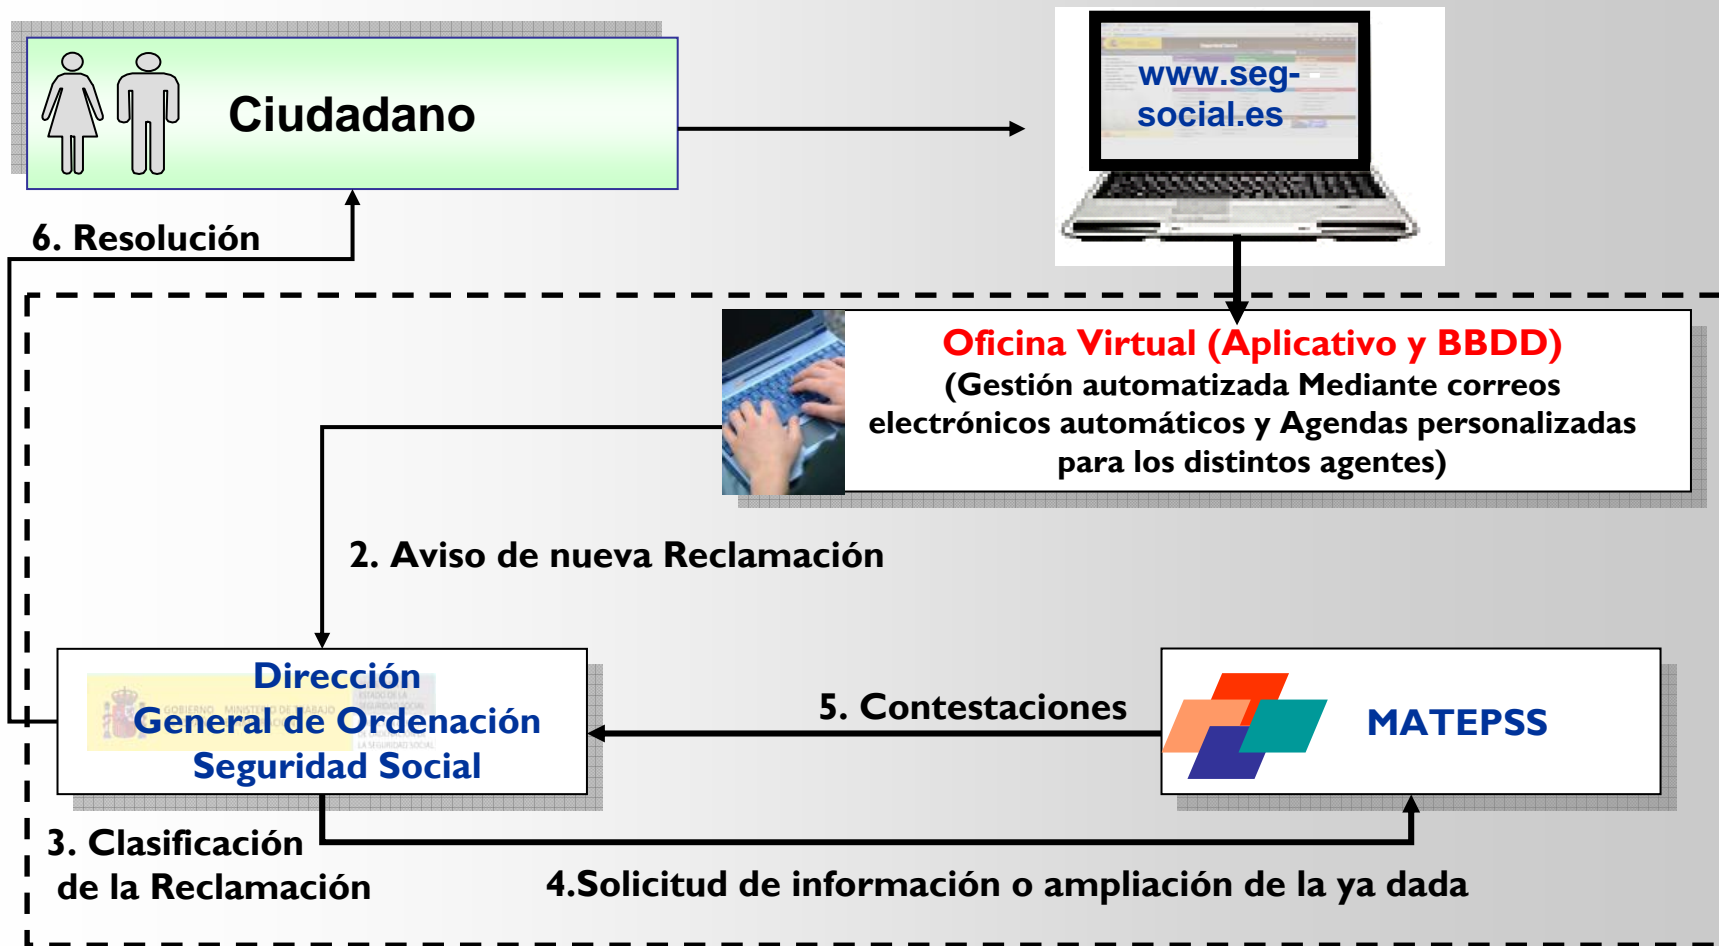 Ciudadano
www.seg-
social.es
6. Resolución
Oficina Virtual (Aplicativo y BBDD)
(Gestión automatizada Mediante correos
electrónicos automáticos y Agendas personalizadas
para los distintos agentes)
2. Aviso de nueva Reclamación
Dirección
General de Ordenación
Seguridad Social
5. Contestaciones
MATEPSS
3. Clasificación
de la Reclamación
4.Solicitud de información o ampliación de la ya dada